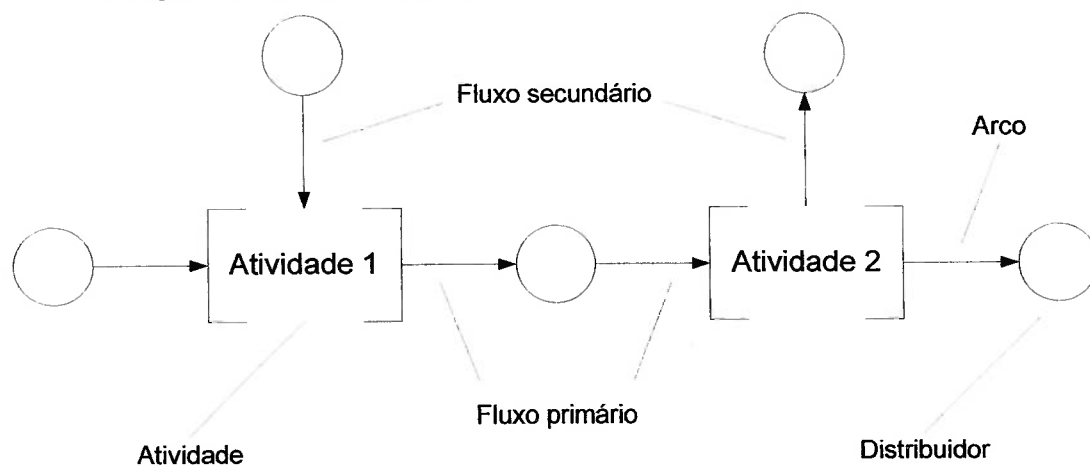 Fluxo secundário
Arco
Atividade 1
Atividade 2
Fluxo primário
Atividade
Distribuidor